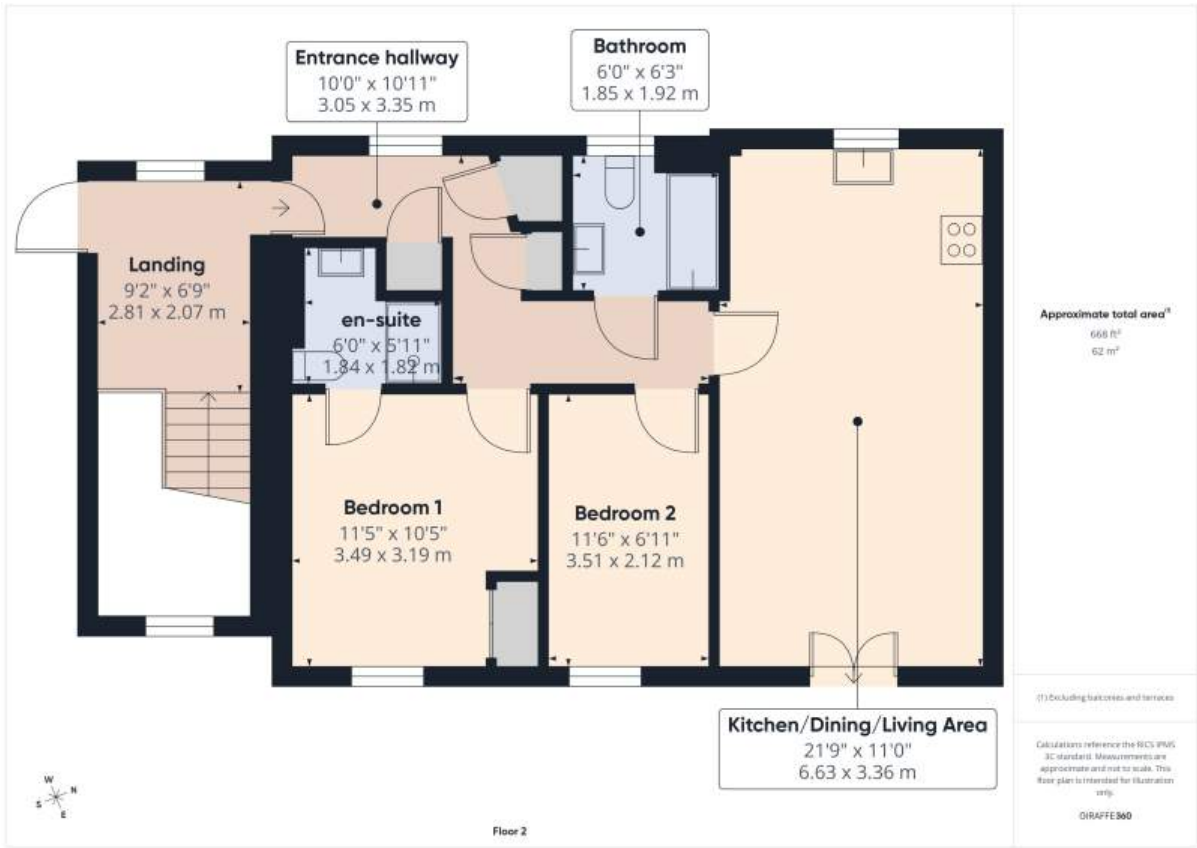 Entrance hallway
10'0" x 10'11"
3.05 x 3.35 m
Bathroom
6'0" x 6'3"
1.85 x 1.92 m
Landing
9'2" x 6'9"
2.81 x 2.07 m
en-suite
6'0" x 5'11"
1.84 x 1.82 m
Bedroom 1
11'5" x 10'5"
3.49 x 3.19 m
Bedroom 2
11'6" x 6'11"
3.51 x 2.12 m
Kitchen/Dining/Living Area
21'9" x 11'0"
6.63 x 3.36 m
Approximate total area⁽¹⁾
668 ft²
62 m²
(1) Excluding balconies and terraces
Calculations reference the RICS IPMS
3C standard. Measurements are
approximate and not to scale. This
floor plan is intended for illustration
only.
GIRAFFE360
W
N
S
E
Floor 2